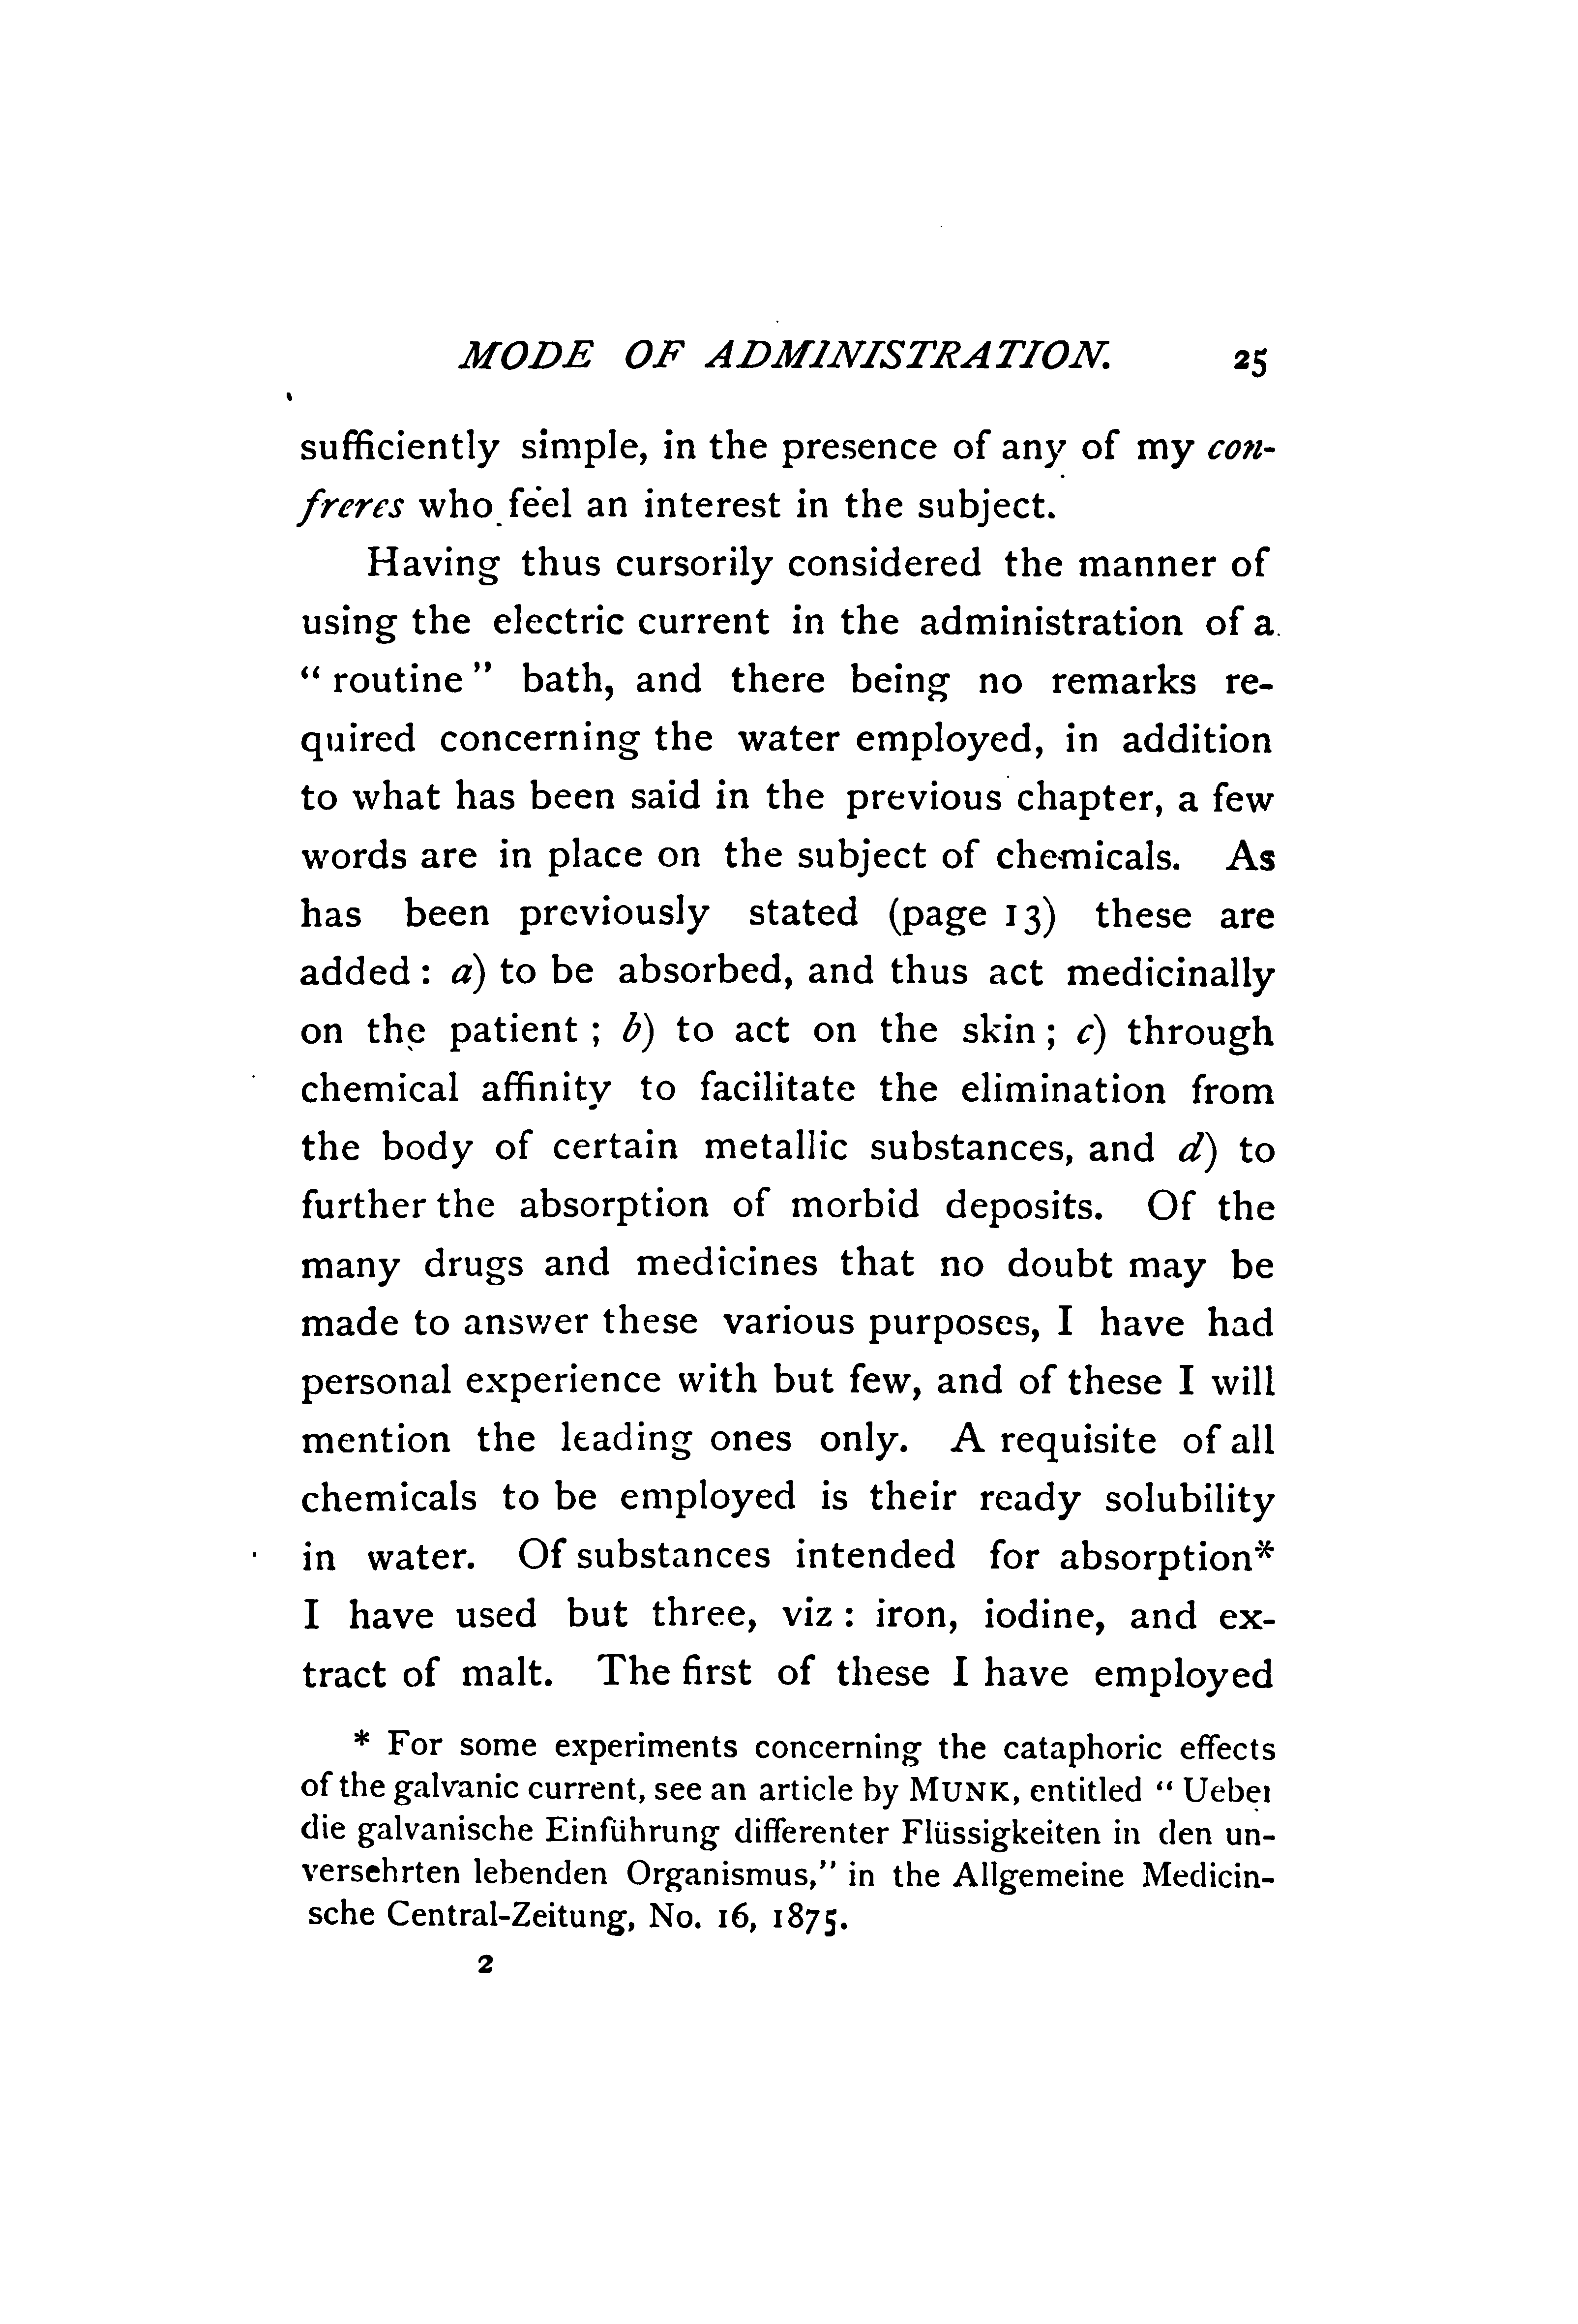 MODE OF ADMINISTRATION. 25
sufficiently simple, in the presence of any of my con-
freres who feel an interest in the subject.
Having thus cursorily considered the manner of
using the electric current in the administration of a
“ routine ” bath, and there being no remarks re-
quired concerning the water employed, in addition
to what has been said in the previous chapter, a few
words are in place on the subject of chemicals. As
has been previously stated (page 13) these are
added : a) to be absorbed, and thus act medicinally
on the patient ; b) to act on the skin ; c) through
chemical affinity to facilitate the elimination from
the body of certain metallic substances, and d) to
further the absorption of morbid deposits. Of the
many drugs and medicines that no doubt may be
made to answer these various purposes, I have had
personal experience with but few, and of these I will
mention the leading ones only. A requisite of all
chemicals to be employed is their ready solubility
in water. Of substances intended for absorption*
I have used but three, viz : iron, iodine, and ex-
tract of malt. The first of these I have employed
* For some experiments concerning the cataphoric effects
of the galvanic current, see an article by MUNK, entitled “ Ueber
die galvanische Einführung differenter Flüssigkeiten in den un-
versehrten lebenden Organismus,” in the Allgemeine Medicin-
sche Central-Zeitung, No. 16, 1875.
2